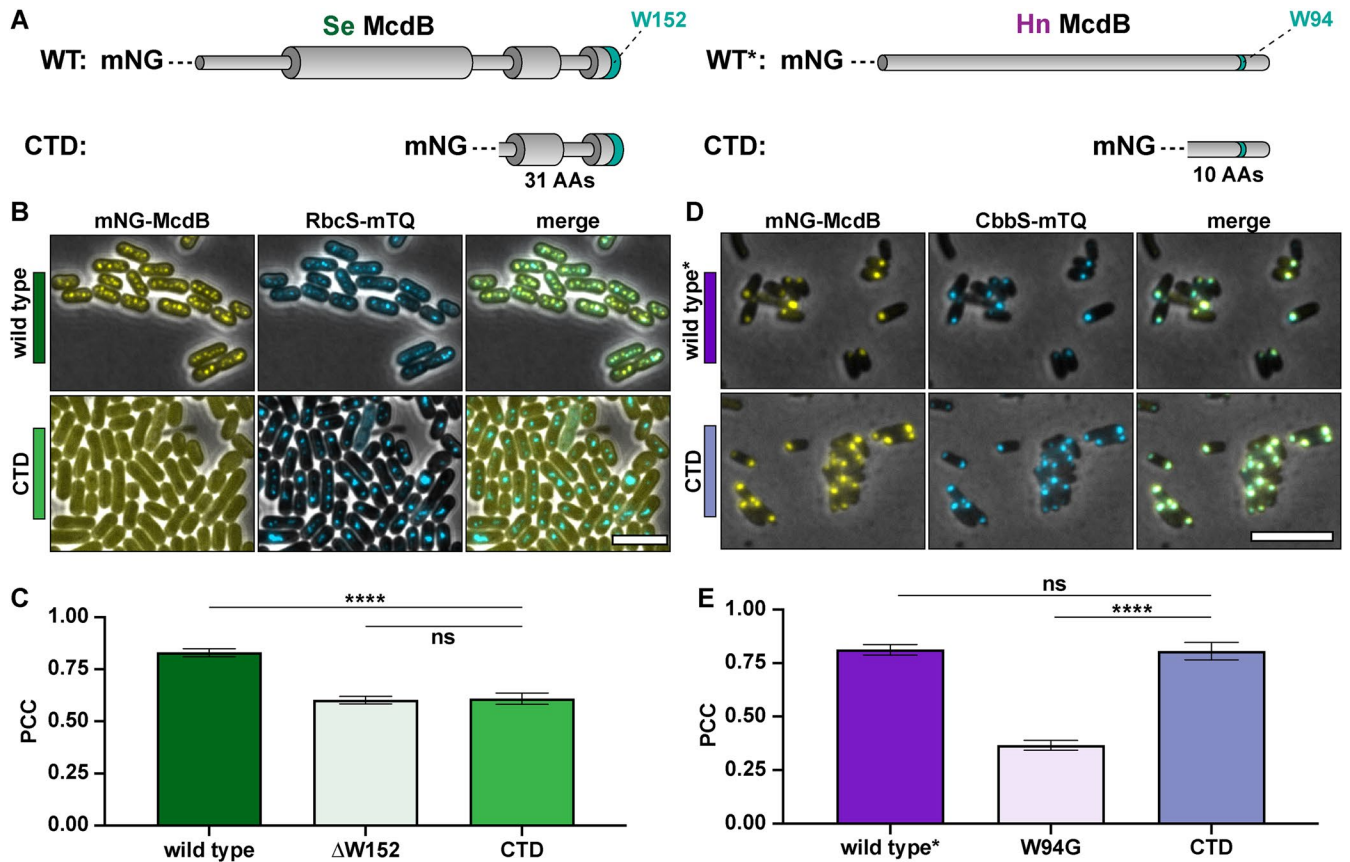 A
Se McdB
W152
WT: mNG
CTD: mNG
31 AAs
Hn McdB
W94
WT*: mNG
CTD: mNG
10 AAs
B
mNG-McdB RbcS-mTQ merge
wild type
CTD
D
mNG-McdB CbbS-mTQ merge
wild type*
CTD
C
****
ns
PCC
1.00
0.75
0.50
0.25
0.00
wild type ΔW152 CTD
E
ns
****
PCC
1.00
0.75
0.50
0.25
0.00
wild type* W94G CTD